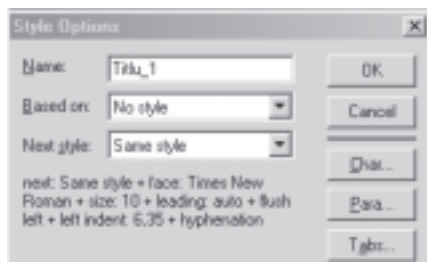 Style Options
Name: Titlu_1 OK
Based on: No style Cancel
Next style: Same style
Char...
next: Same style + face: Times New
Roman + size: 10 + leading: auto + flush Para...
left + left indent: 6,35 + hyphenation
Tabs...